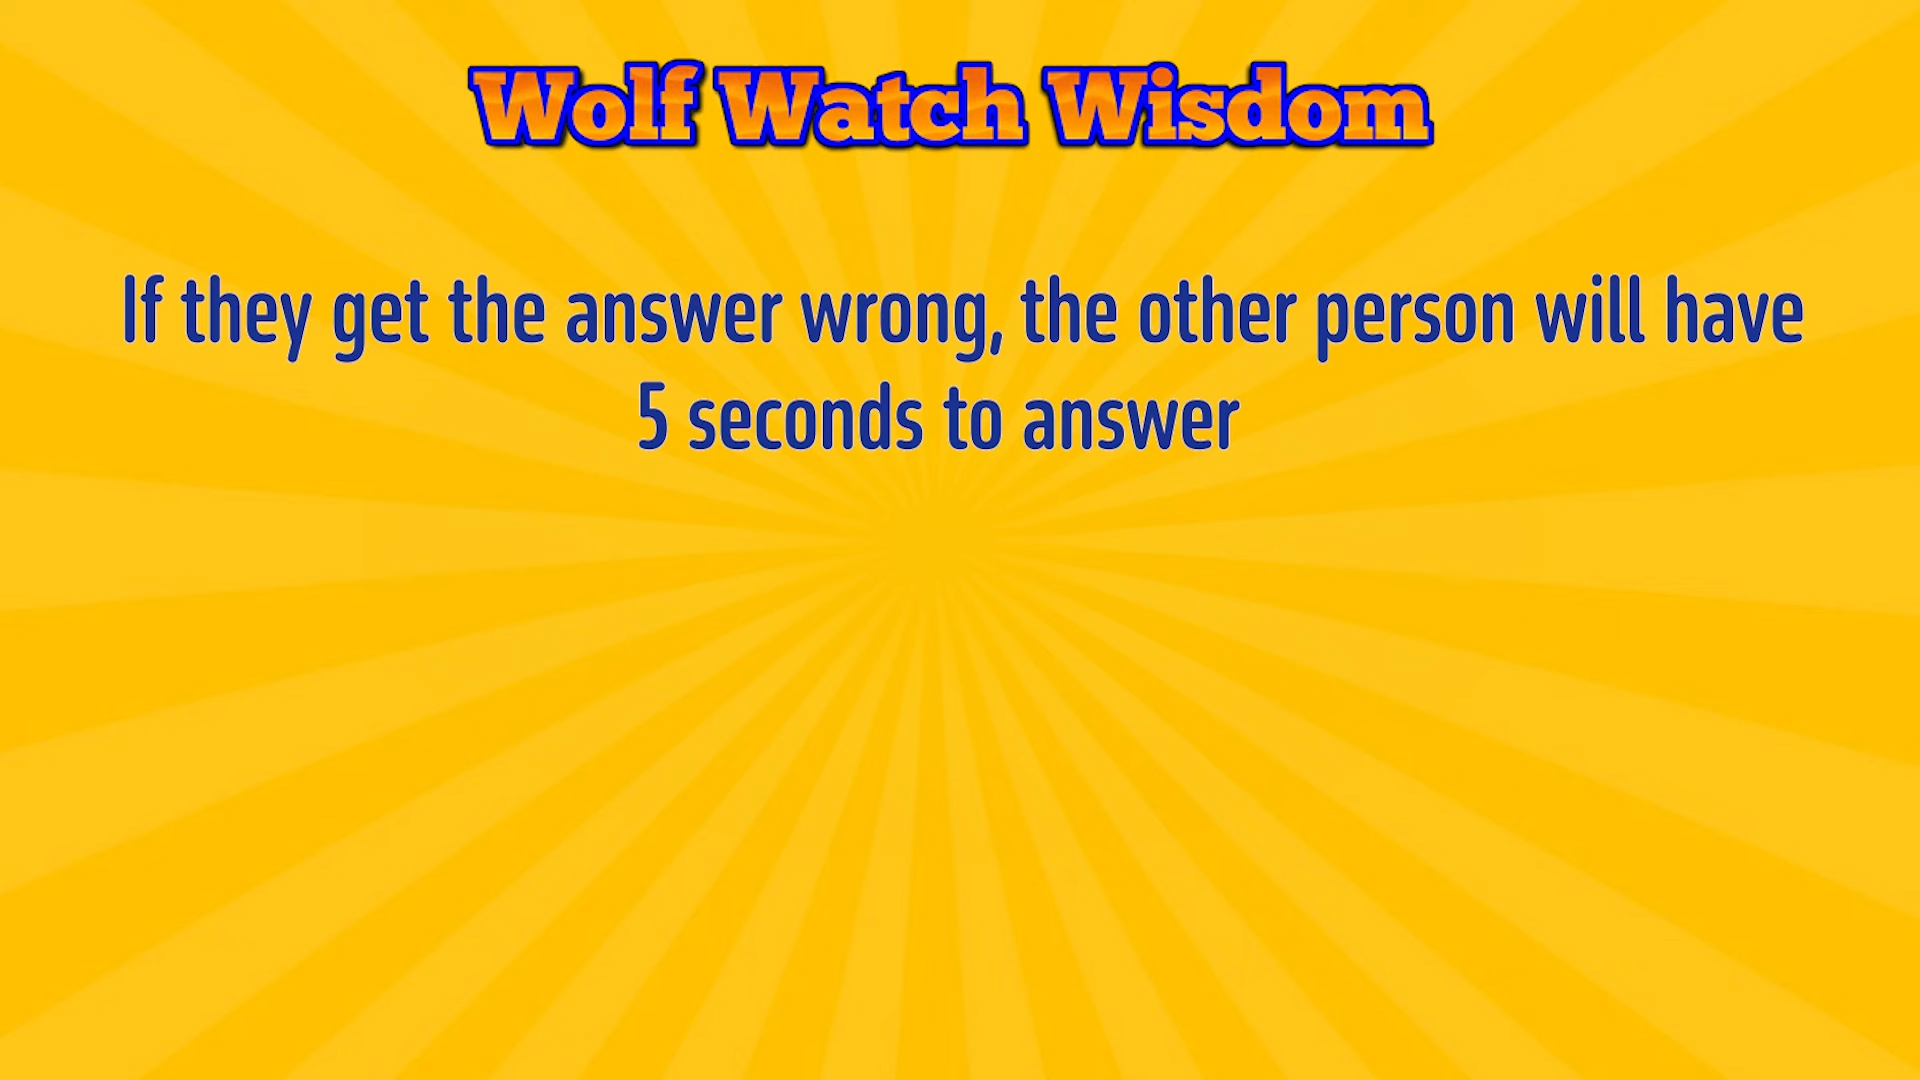 Wolf Watch Wisdom
If they get the answer wrong, the other person will have
5 seconds to answer